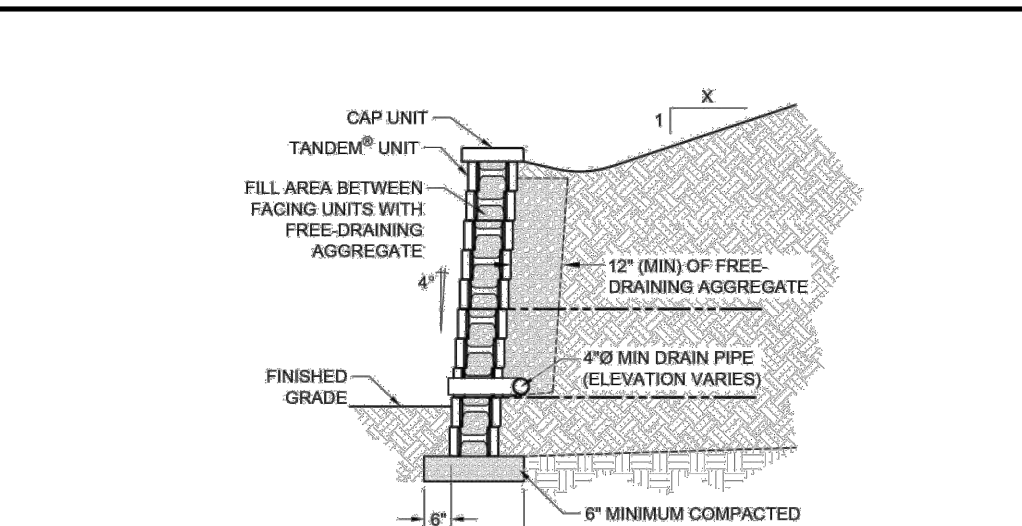 X
1
CAP UNIT
TANDEM® UNIT
FILL AREA BETWEEN
FACING UNITS WITH
FREE-DRAINING
AGGREGATE
4°
12" (MIN) OF FREE-
DRAINING AGGREGATE
4"Ø MIN DRAIN PIPE
(ELEVATION VARIES)
FINISHED
GRADE
6"
6" MINIMUM COMPACTED